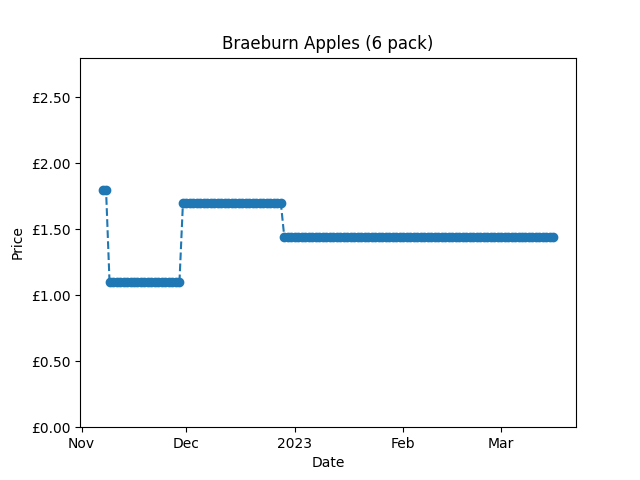 Braeburn Apples (6 pack)
£2.50
£2.00
£1.50
£1.00
£0.50
£0.00
Price
Nov Dec 2023 Feb Mar
Date